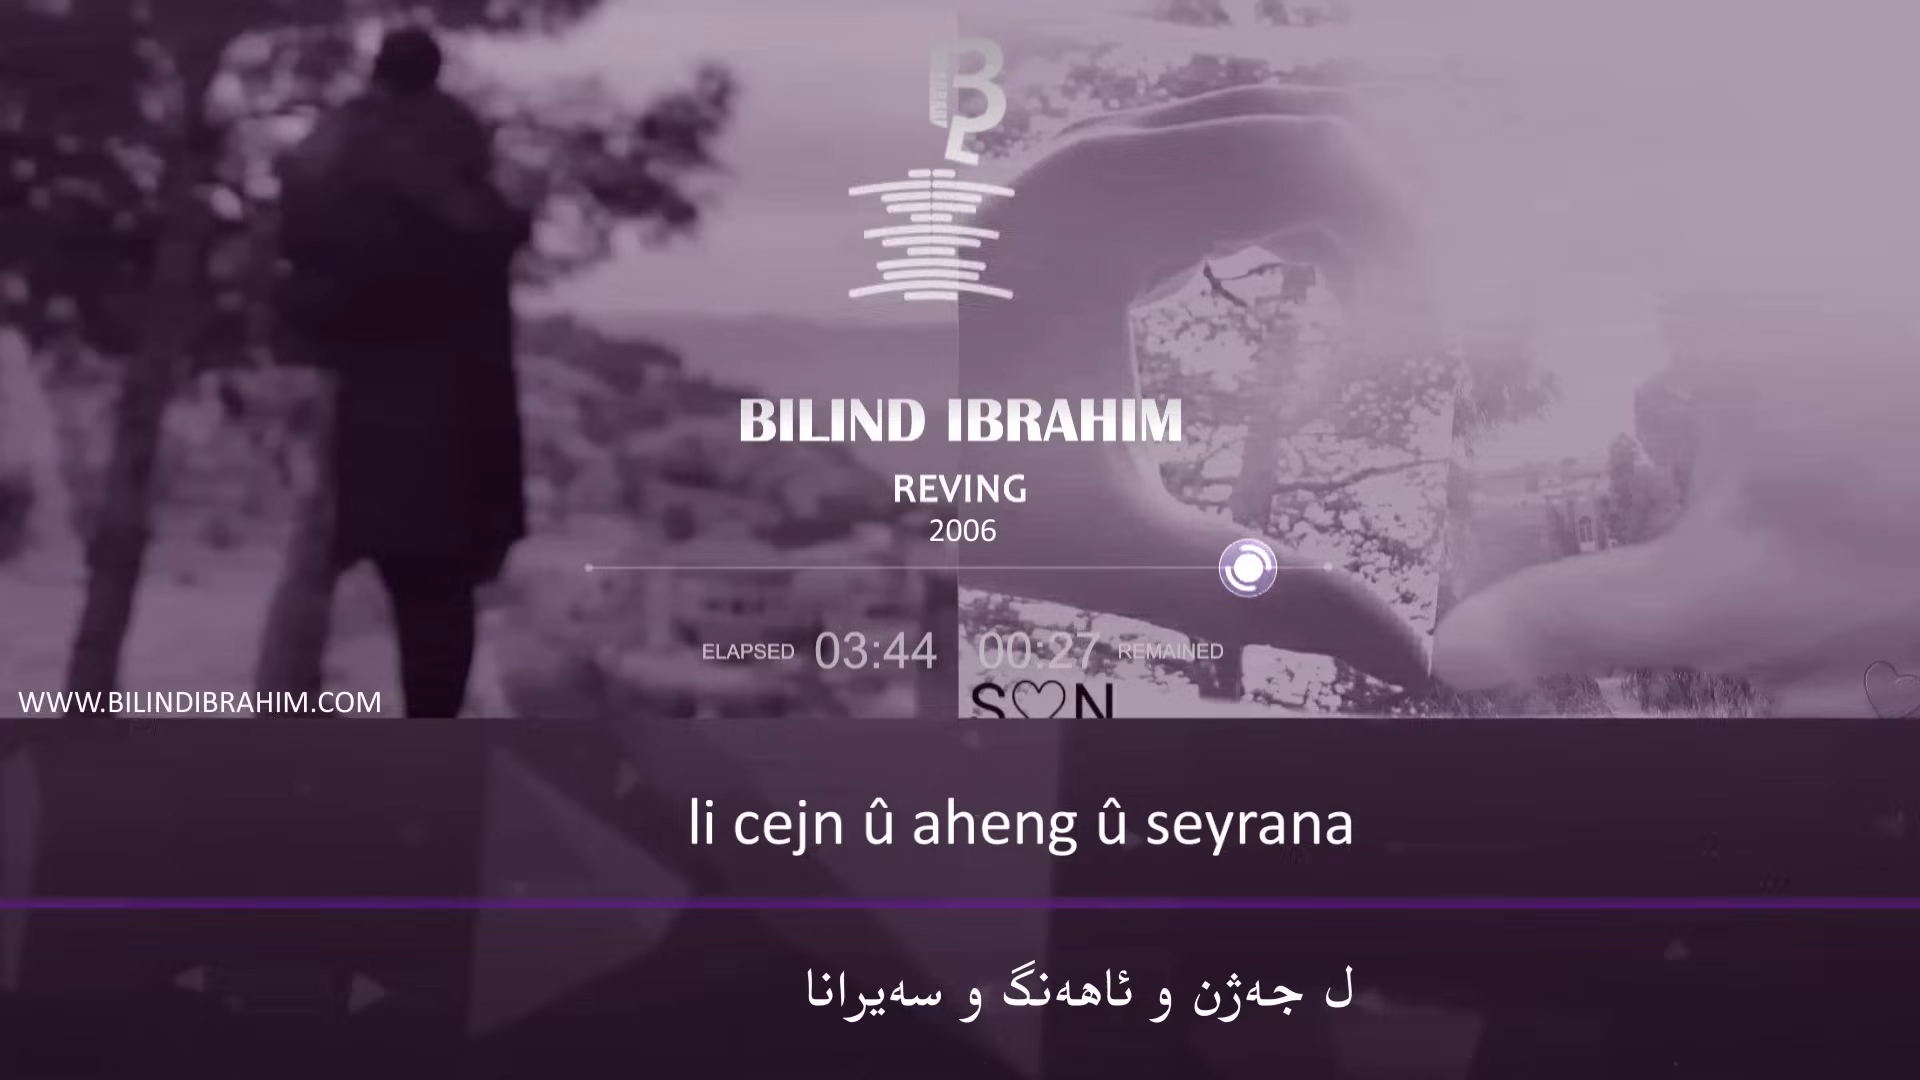 BL
BILIND IBRAHIM
REVING
2006
ELAPSED 03:44 00:27 REMAINED
S♡N
WWW.BILINDIBRAHIM.COM
li cejn û aheng û seyrana
ل جەژن و ئاهەنگ و سەیرانا